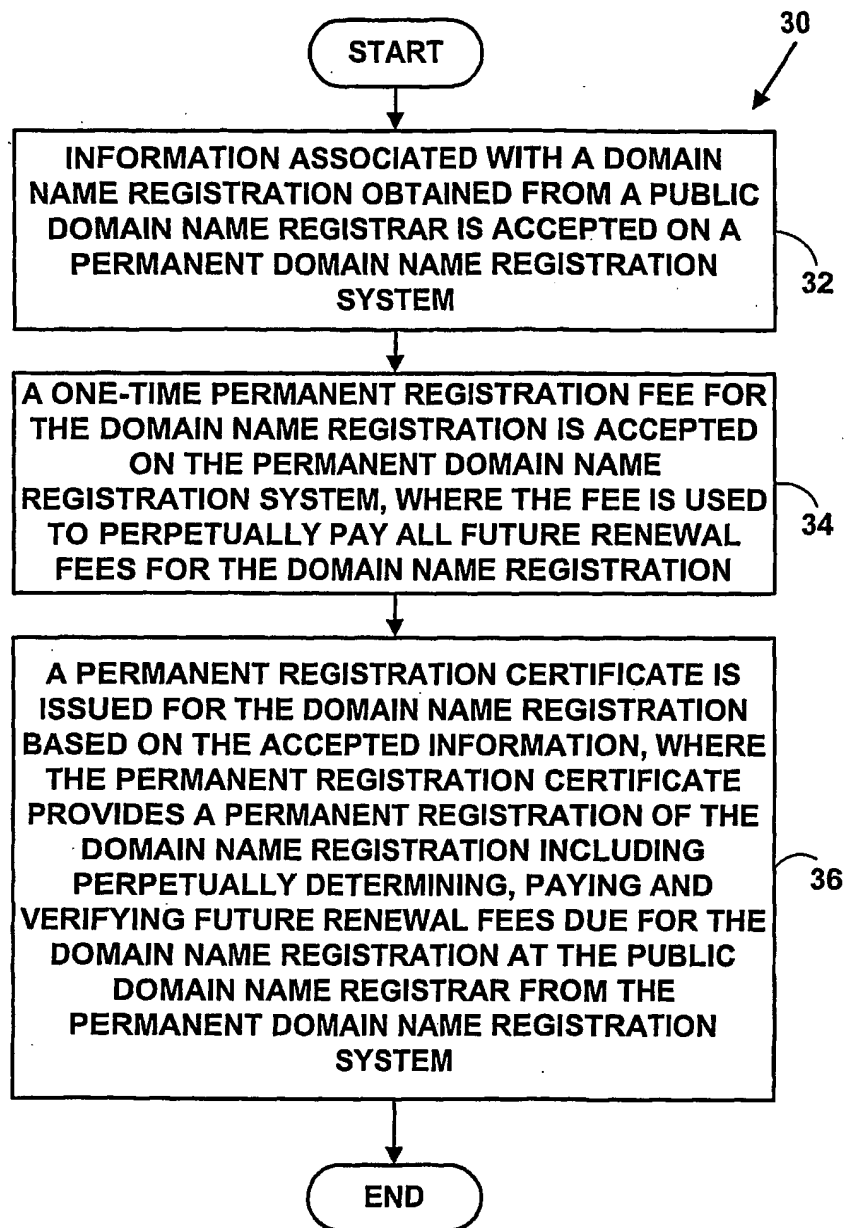 30
START
INFORMATION ASSOCIATED WITH A DOMAIN
NAME REGISTRATION OBTAINED FROM A PUBLIC
DOMAIN NAME REGISTRAR IS ACCEPTED ON A
PERMANENT DOMAIN NAME REGISTRATION
SYSTEM
32
A ONE-TIME PERMANENT REGISTRATION FEE FOR
THE DOMAIN NAME REGISTRATION IS ACCEPTED
ON THE PERMANENT DOMAIN NAME
REGISTRATION SYSTEM, WHERE THE FEE IS USED
TO PERPETUALLY PAY ALL FUTURE RENEWAL
FEES FOR THE DOMAIN NAME REGISTRATION
34
A PERMANENT REGISTRATION CERTIFICATE IS
ISSUED FOR THE DOMAIN NAME REGISTRATION
BASED ON THE ACCEPTED INFORMATION, WHERE
THE PERMANENT REGISTRATION CERTIFICATE
PROVIDES A PERMANENT REGISTRATION OF THE
DOMAIN NAME REGISTRATION INCLUDING
PERPETUALLY DETERMINING, PAYING AND
VERIFYING FUTURE RENEWAL FEES DUE FOR THE
DOMAIN NAME REGISTRATION AT THE PUBLIC
DOMAIN NAME REGISTRAR FROM THE
PERMANENT DOMAIN NAME REGISTRATION
SYSTEM
36
END